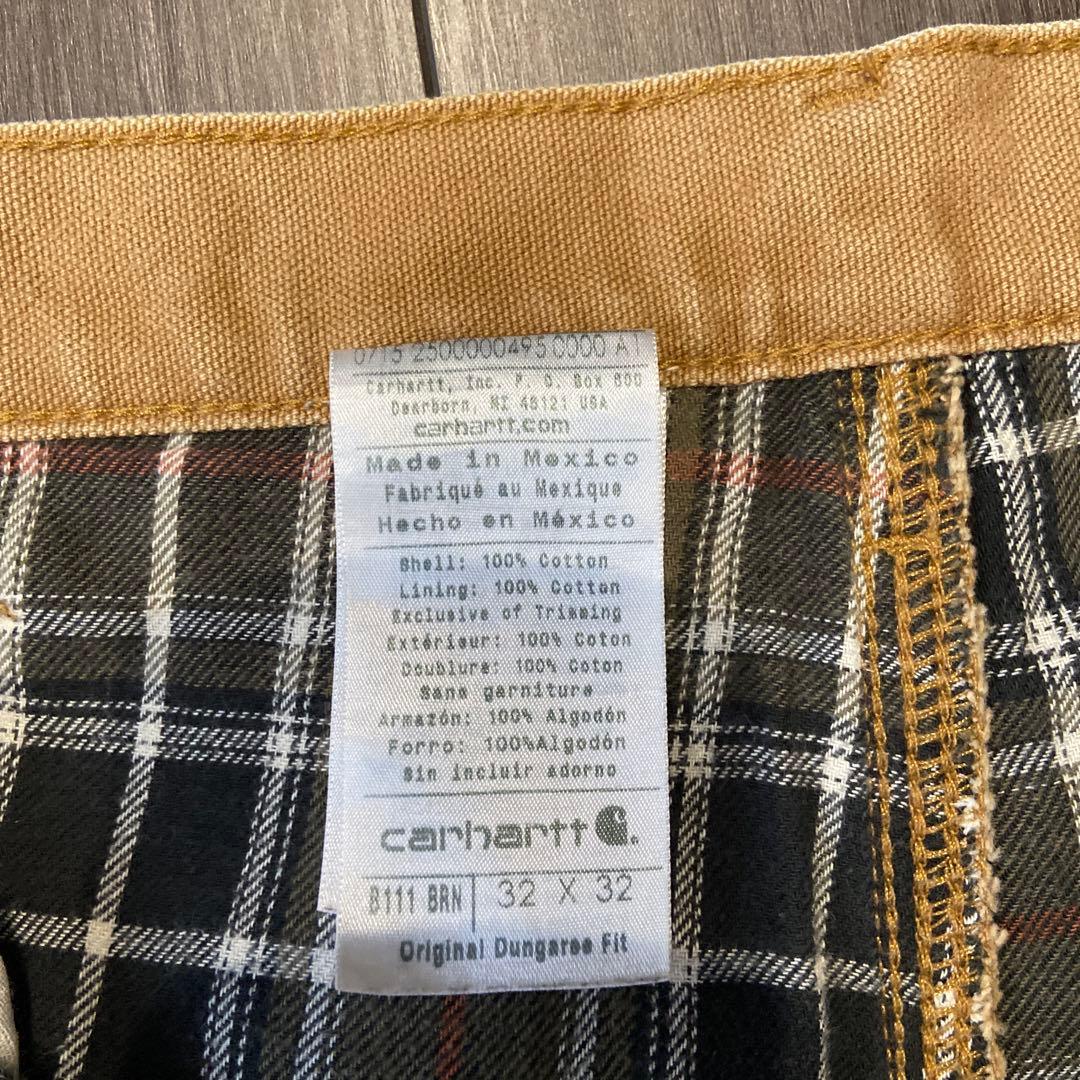 0715 2500000495 0000 A1
Carhartt, Inc. P. O. Box 600
Dearborn, MI 48121 USA
carhartt.com
Made in Mexico
Fabriqué au Mexique
Hecho en México
Shell: 100% Cotton
Lining: 100% Cotton
Exclusive of Trimming
Extérieur: 100% Coton
Doublure: 100% Coton
Sans garniture
Armazón: 100% Algodón
Forro: 100%Algodón
Sin incluir adorno
carhartt
B111 BRN 32 X 32
Original Dungaree Fit